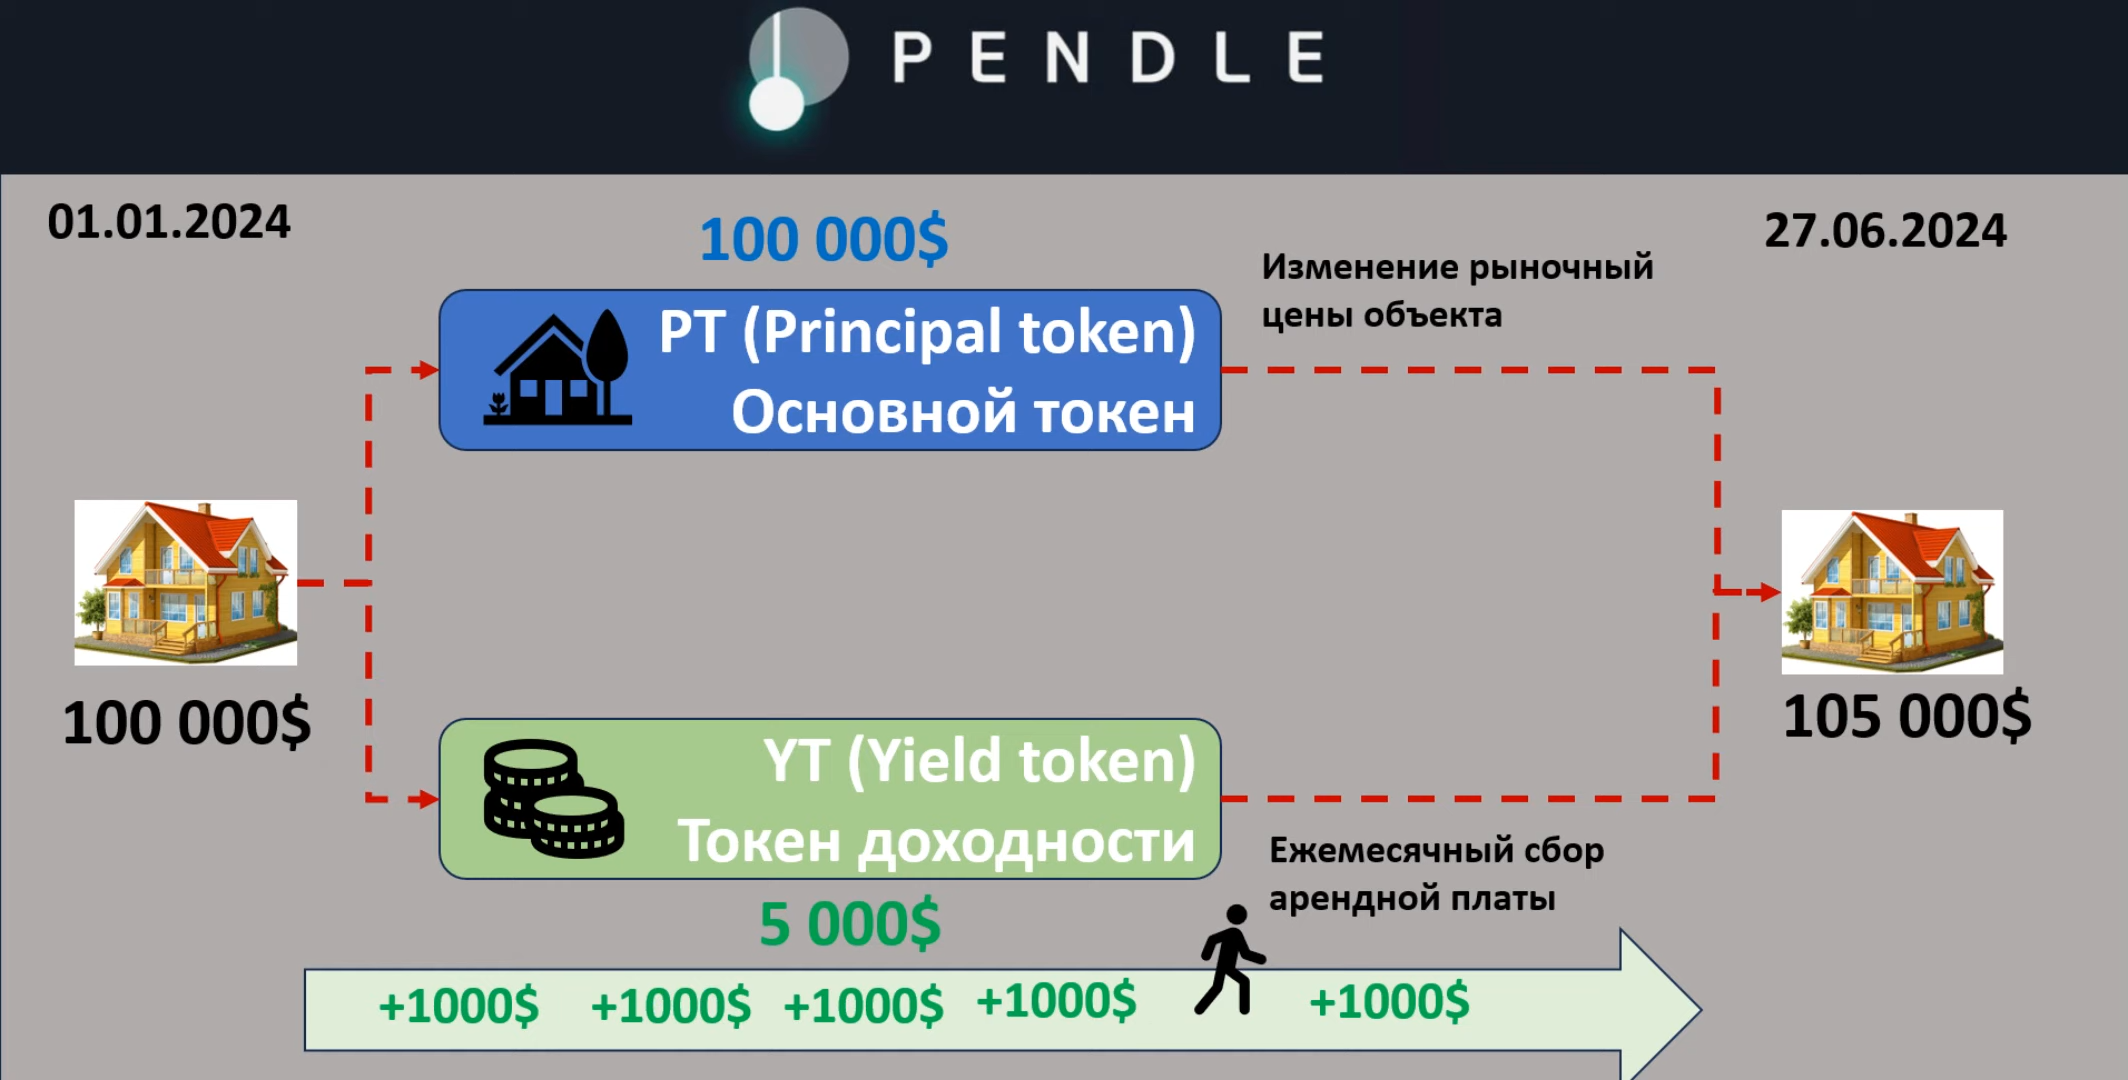 PENDLE
01.01.2024
100 000$
27.06.2024
Изменение рыночный
цены объекта
PT (Principal token)
Основной токен
100 000$
105 000$
YT (Yield token)
Токен доходности
Ежемесячный сбор
арендной платы
5 000$
+1000$ +1000$ +1000$ +1000$ +1000$